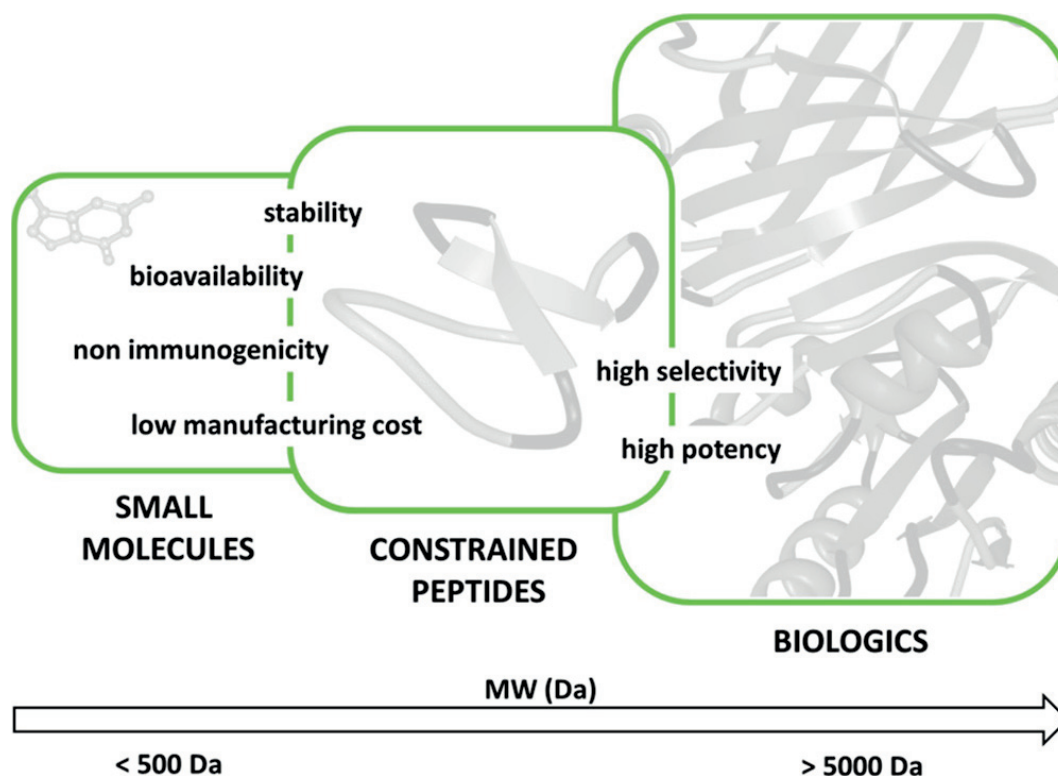 stability
bioavailability
non immunogenicity
low manufacturing cost
high selectivity
high potency
SMALL
MOLECULES
CONSTRAINED
PEPTIDES
BIOLOGICS
MW (Da)
< 500 Da
> 5000 Da